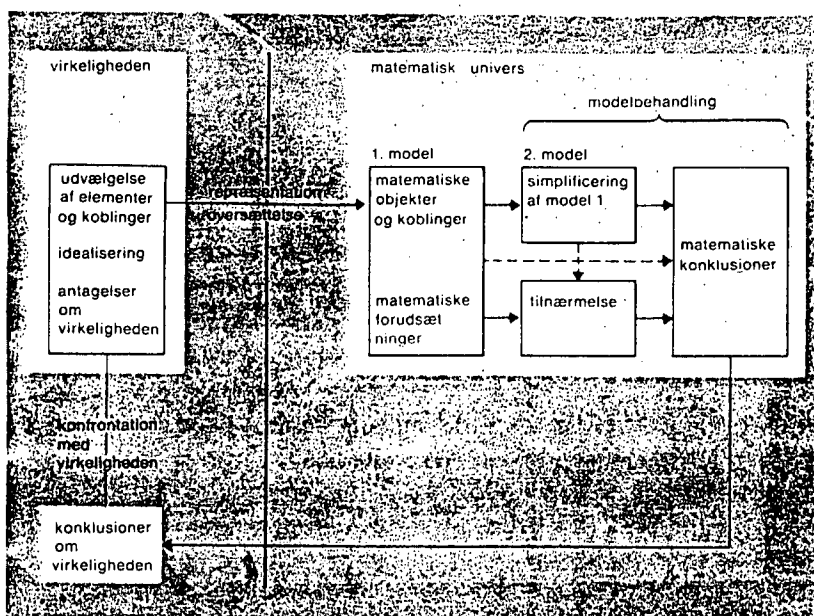 virkeligheden
udvælgelse
af elementer
og koblinger
idealisering
antagelser
om
virkeligheden
repræsentation
oversættelse
matematisk univers
modelbehandling
1. model
matematiske
objekter
og koblinger
matematiske
forudsæt
ninger
2. model
simplificering
af model 1
tilnærmelse
matematiske
konklusioner
konfrontation
med
virkeligheden
konklusioner
om
virkeligheden